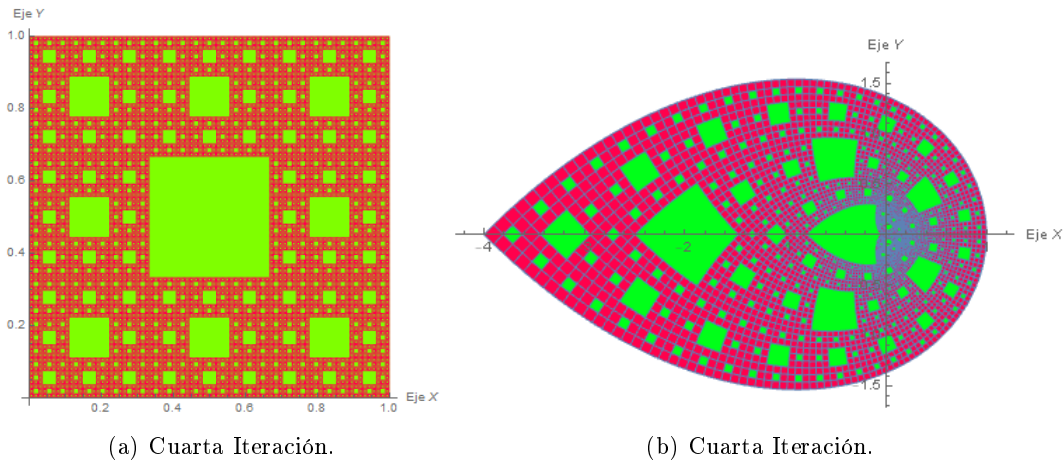 Eje Y
1.0
0.8
0.6
0.4
0.2
0.2 0.4 0.6 0.8 1.0
Eje X
(a) Cuarta Iteración.
Eje Y
1.5
-4 -2
Eje X
-1.5
(b) Cuarta Iteración.